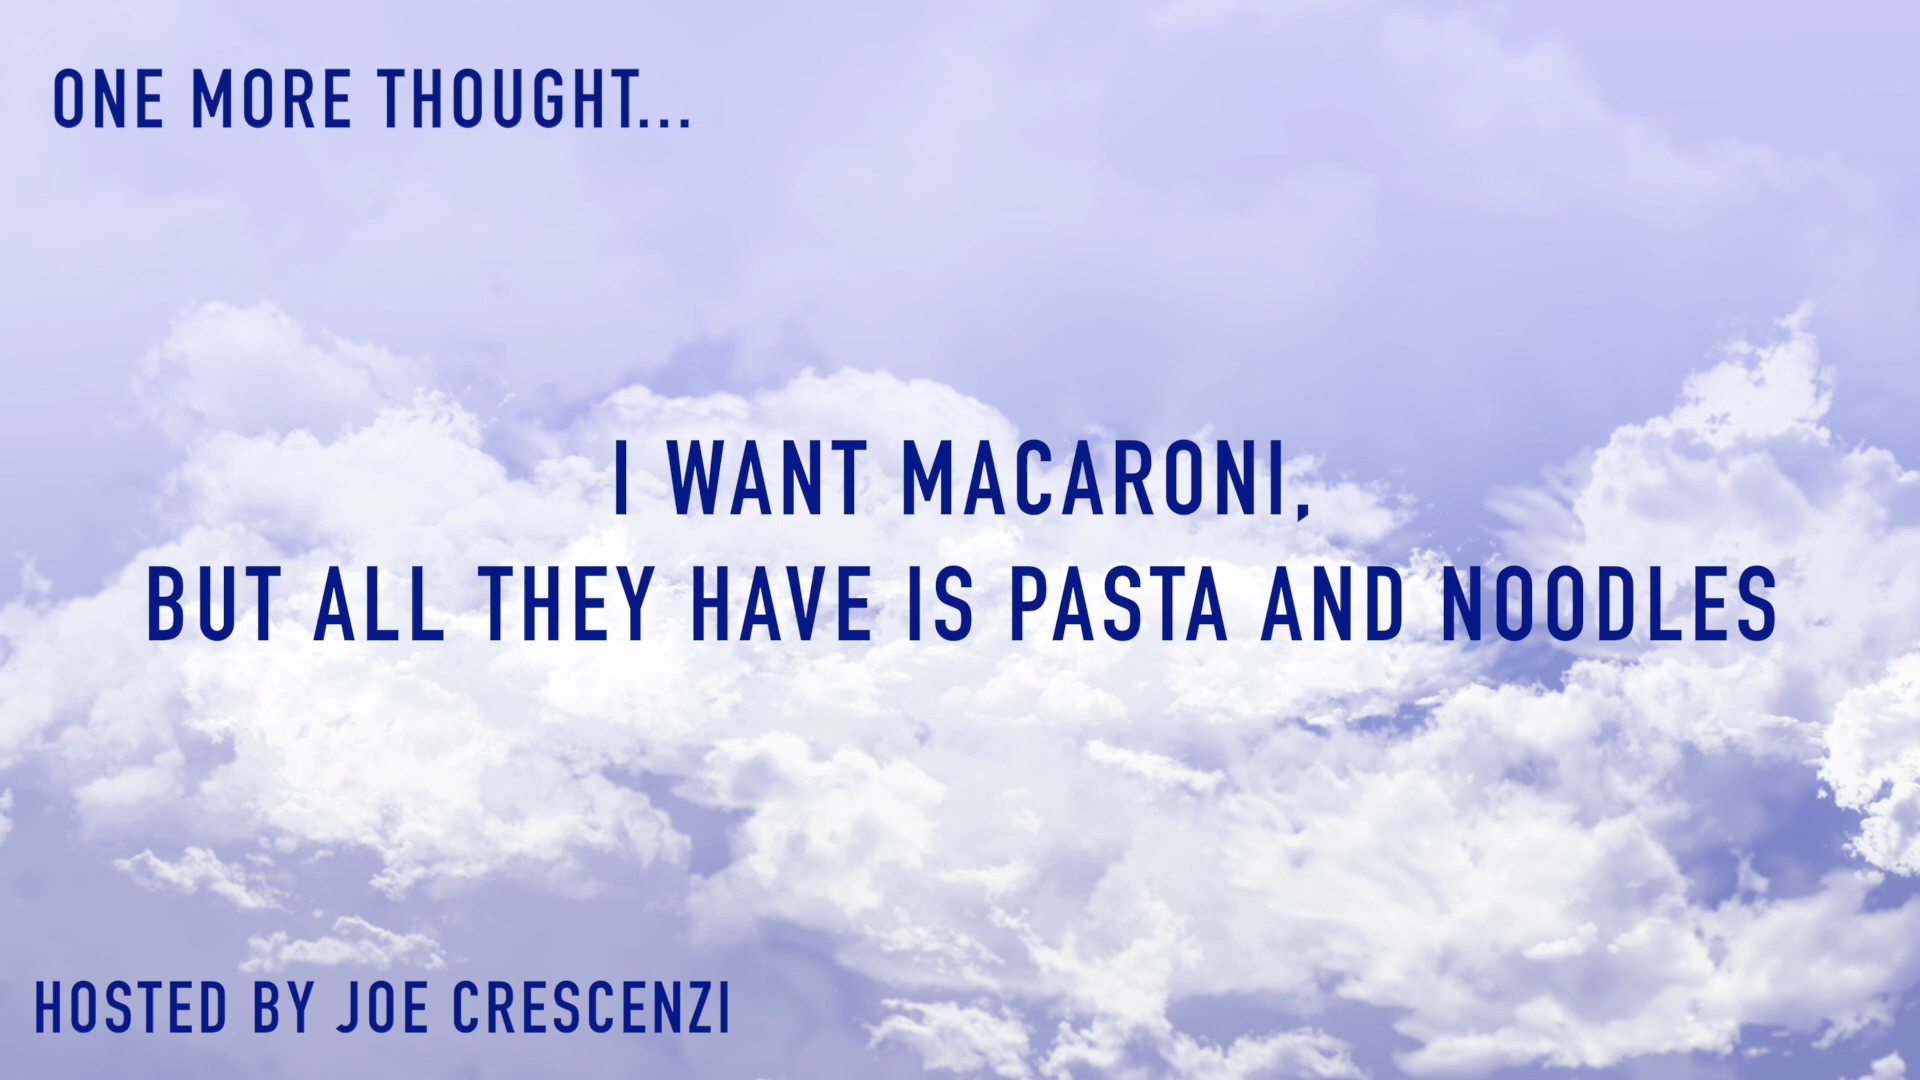 ONE MORE THOUGHT...
I WANT MACARONI,
BUT ALL THEY HAVE IS PASTA AND NOODLES
HOSTED BY JOE CRESCENZI